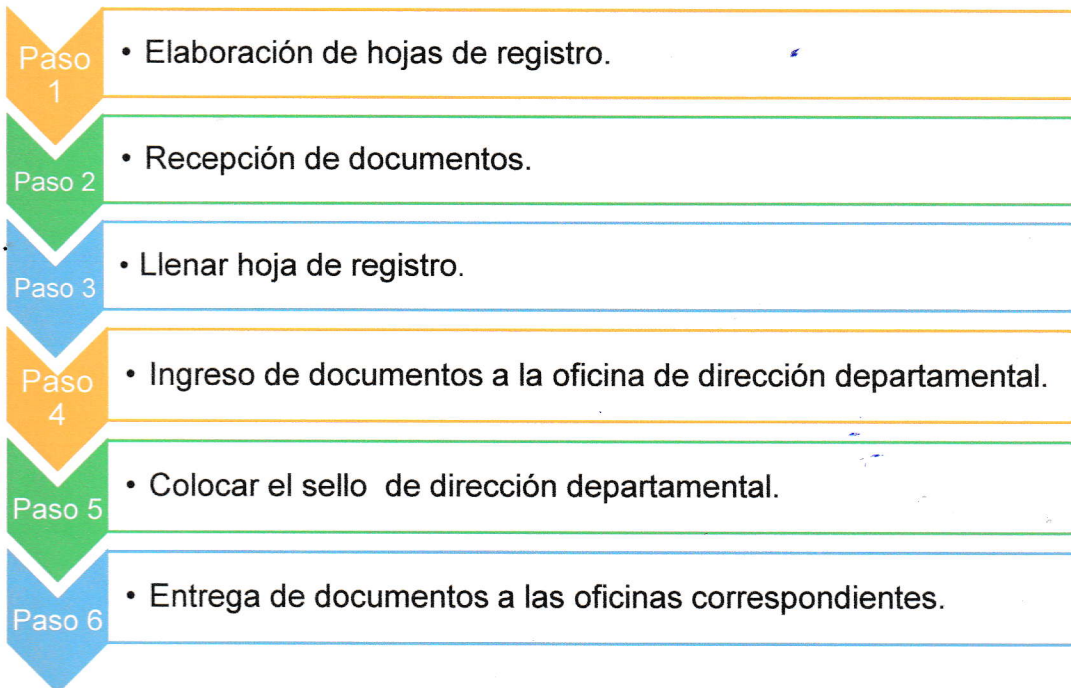 Paso 1
• Elaboración de hojas de registro.
Paso 2
• Recepción de documentos.
Paso 3
• Llenar hoja de registro.
Paso 4
• Ingreso de documentos a la oficina de dirección departamental.
Paso 5
• Colocar el sello de dirección departamental.
Paso 6
• Entrega de documentos a las oficinas correspondientes.